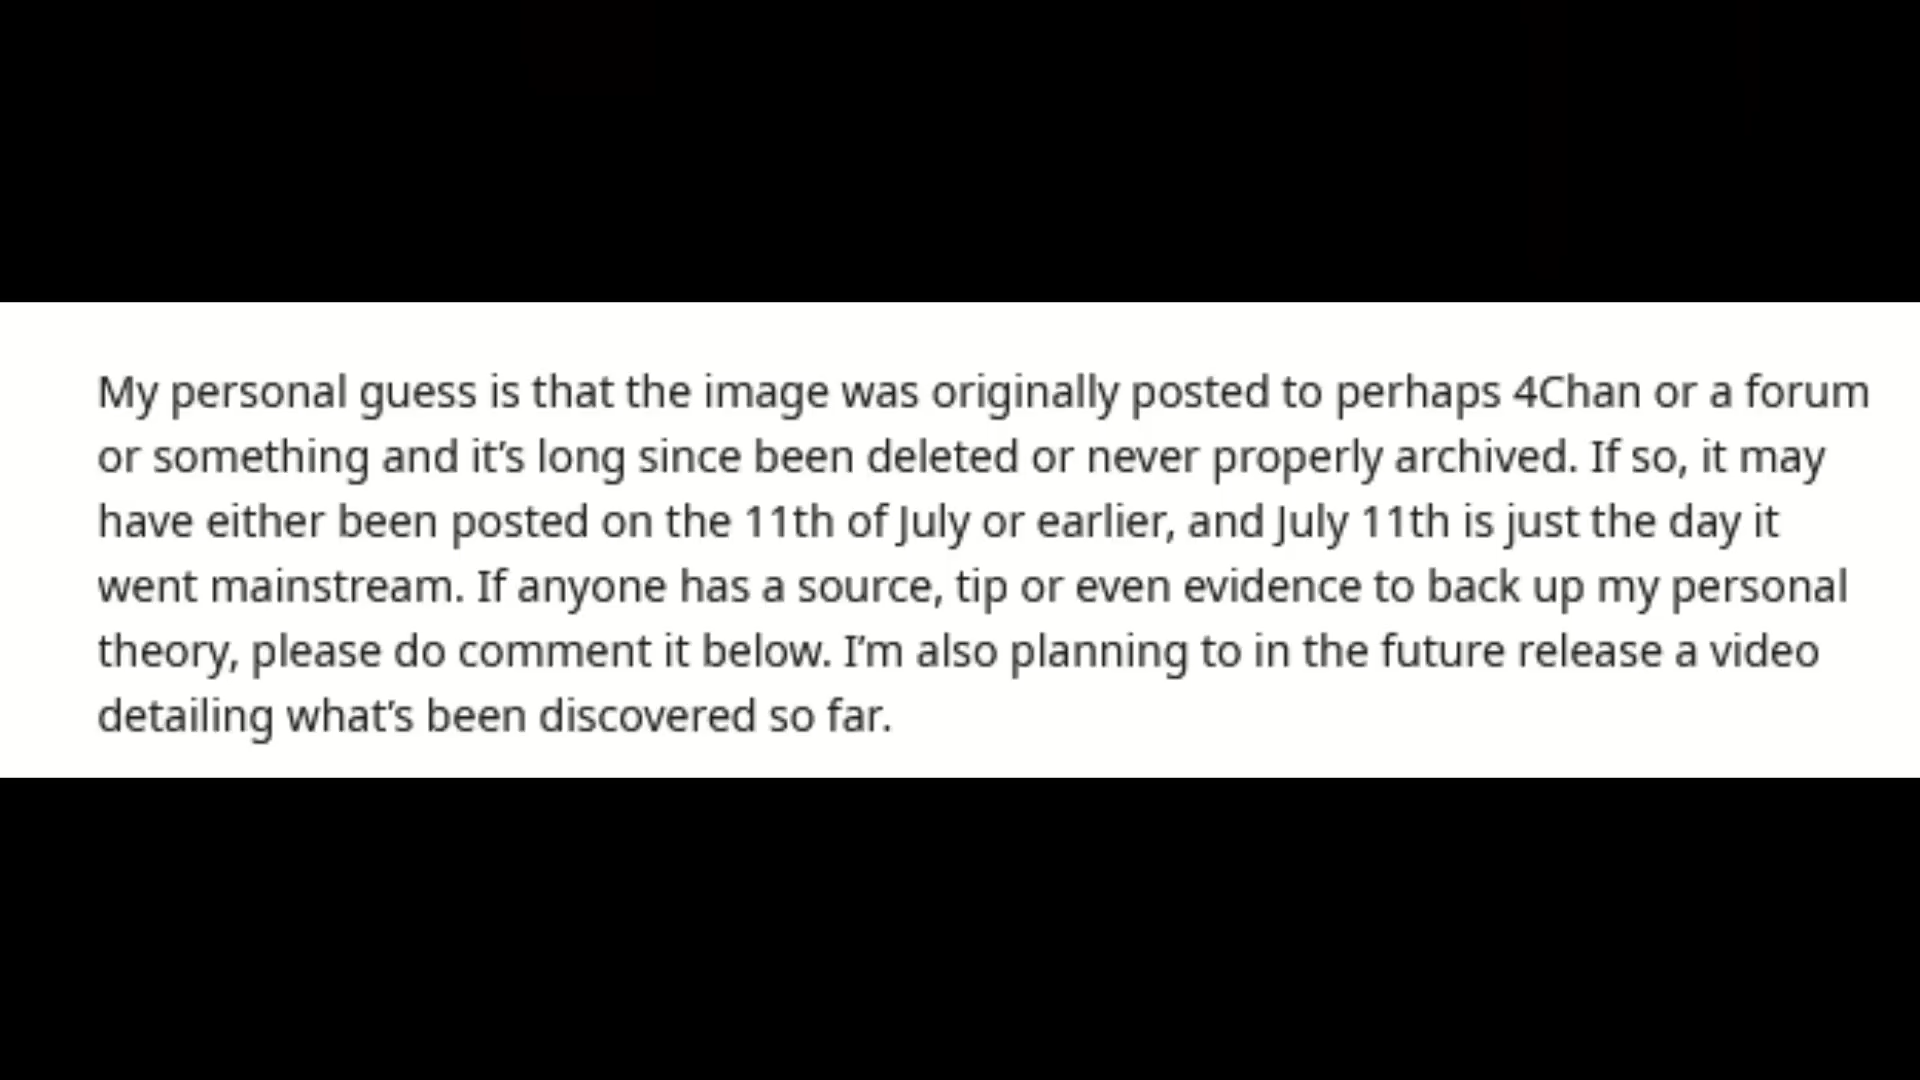 My personal guess is that the image was originally posted to perhaps 4Chan or a forum
or something and it’s long since been deleted or never properly archived. If so, it may
have either been posted on the 11th of July or earlier, and July 11th is just the day it
went mainstream. If anyone has a source, tip or even evidence to back up my personal
theory, please do comment it below. I’m also planning to in the future release a video
detailing what’s been discovered so far.